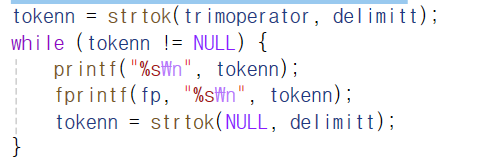 tokenn = strtok(trimoperator, delimitt);
while (tokenn != NULL) {
printf("%s₩n", tokenn);
fprintf(fp, "%s₩n", tokenn);
tokenn = strtok(NULL, delimitt);
}